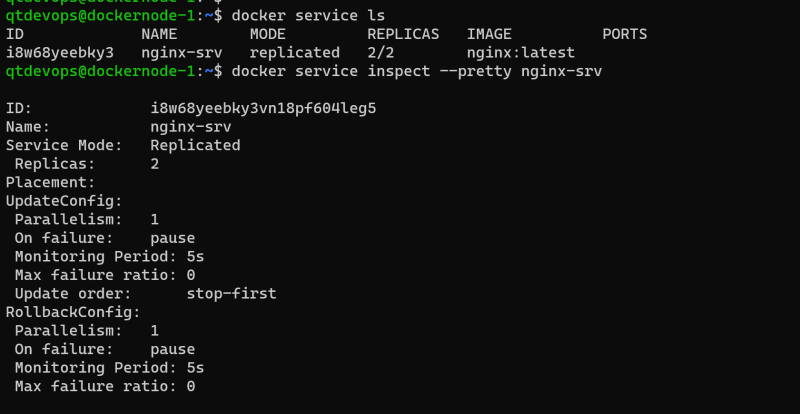 qtdevops@dockernode-1:~$
qtdevops@dockernode-1:~$ docker service ls
ID NAME MODE REPLICAS IMAGE PORTS
i8w68yeebky3 nginx-srv replicated 2/2 nginx:latest
qtdevops@dockernode-1:~$ docker service inspect --pretty nginx-srv

ID: i8w68yeebky3vn18pf604leg5
Name: nginx-srv
Service Mode: Replicated
 Replicas: 2
Placement:
UpdateConfig:
 Parallelism: 1
 On failure: pause
 Monitoring Period: 5s
 Max failure ratio: 0
 Update order: stop-first
RollbackConfig:
 Parallelism: 1
 On failure: pause
 Monitoring Period: 5s
 Max failure ratio: 0